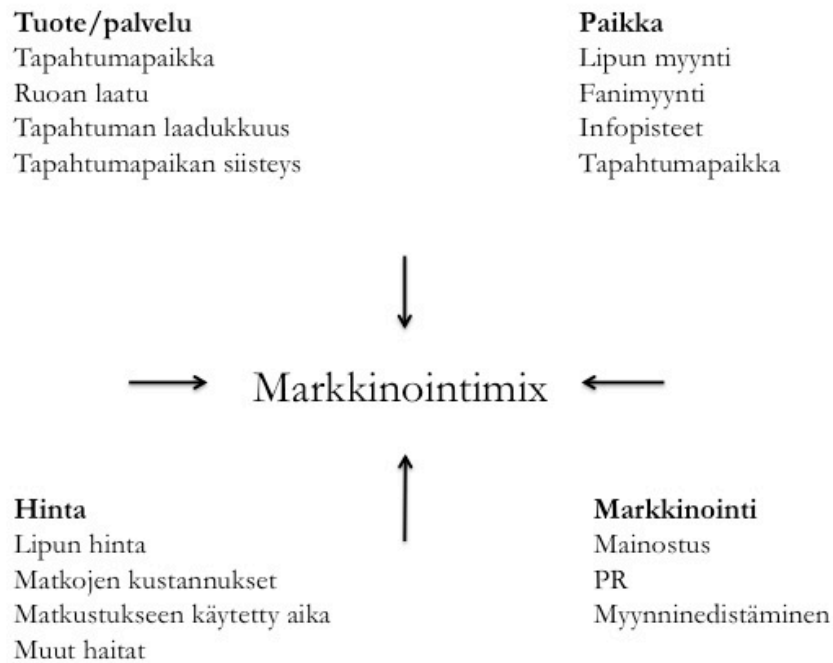 Tuote/palvelu
Tapahtumapaikka
Ruoan laatu
Tapahtuman laadukkuus
Tapahtumapaikan siisteys
Paikka
Lipun myynti
Fanimyynti
Infopisteet
Tapahtumapaikka
Markkinointimix
Hinta
Lipun hinta
Matkojen kustannukset
Matkustukseen käytetty aika
Muut haitat
Markkinointi
Mainostus
PR
Myynninedistäminen